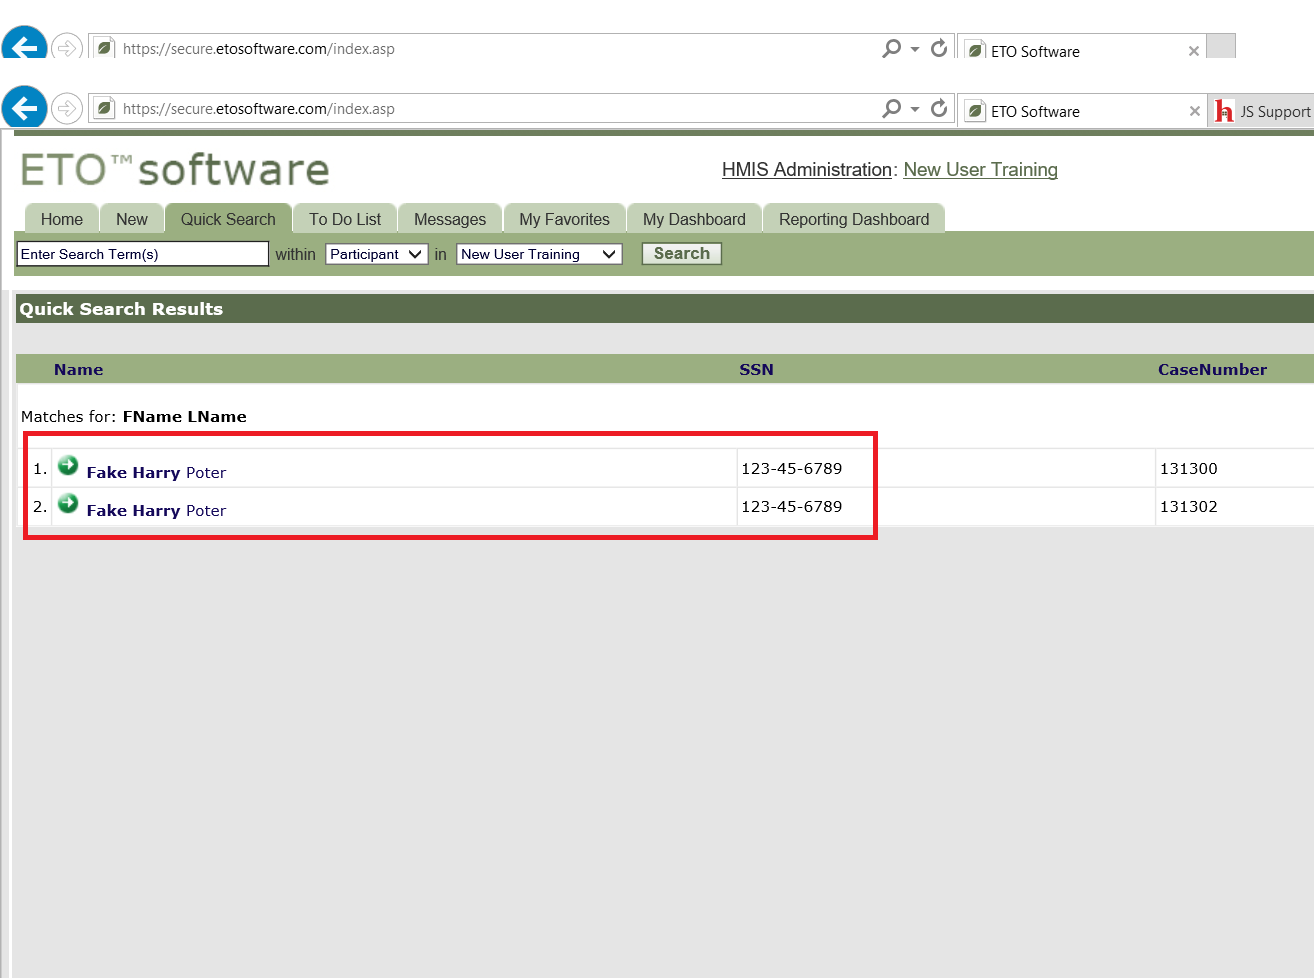 https://secure.etosoftware.com/index.asp ETO Software
https://secure.etosoftware.com/index.asp ETO Software JS Support
ETO™software
HMIS Administration: New User Training
Home New Quick Search To Do List Messages My Favorites My Dashboard Reporting Dashboard
Enter Search Term(s) within Participant in New User Training Search
Quick Search Results
Name SSN CaseNumber
Matches for: FName LName
1. Fake Harry Poter 123-45-6789 131300
2. Fake Harry Poter 123-45-6789 131302